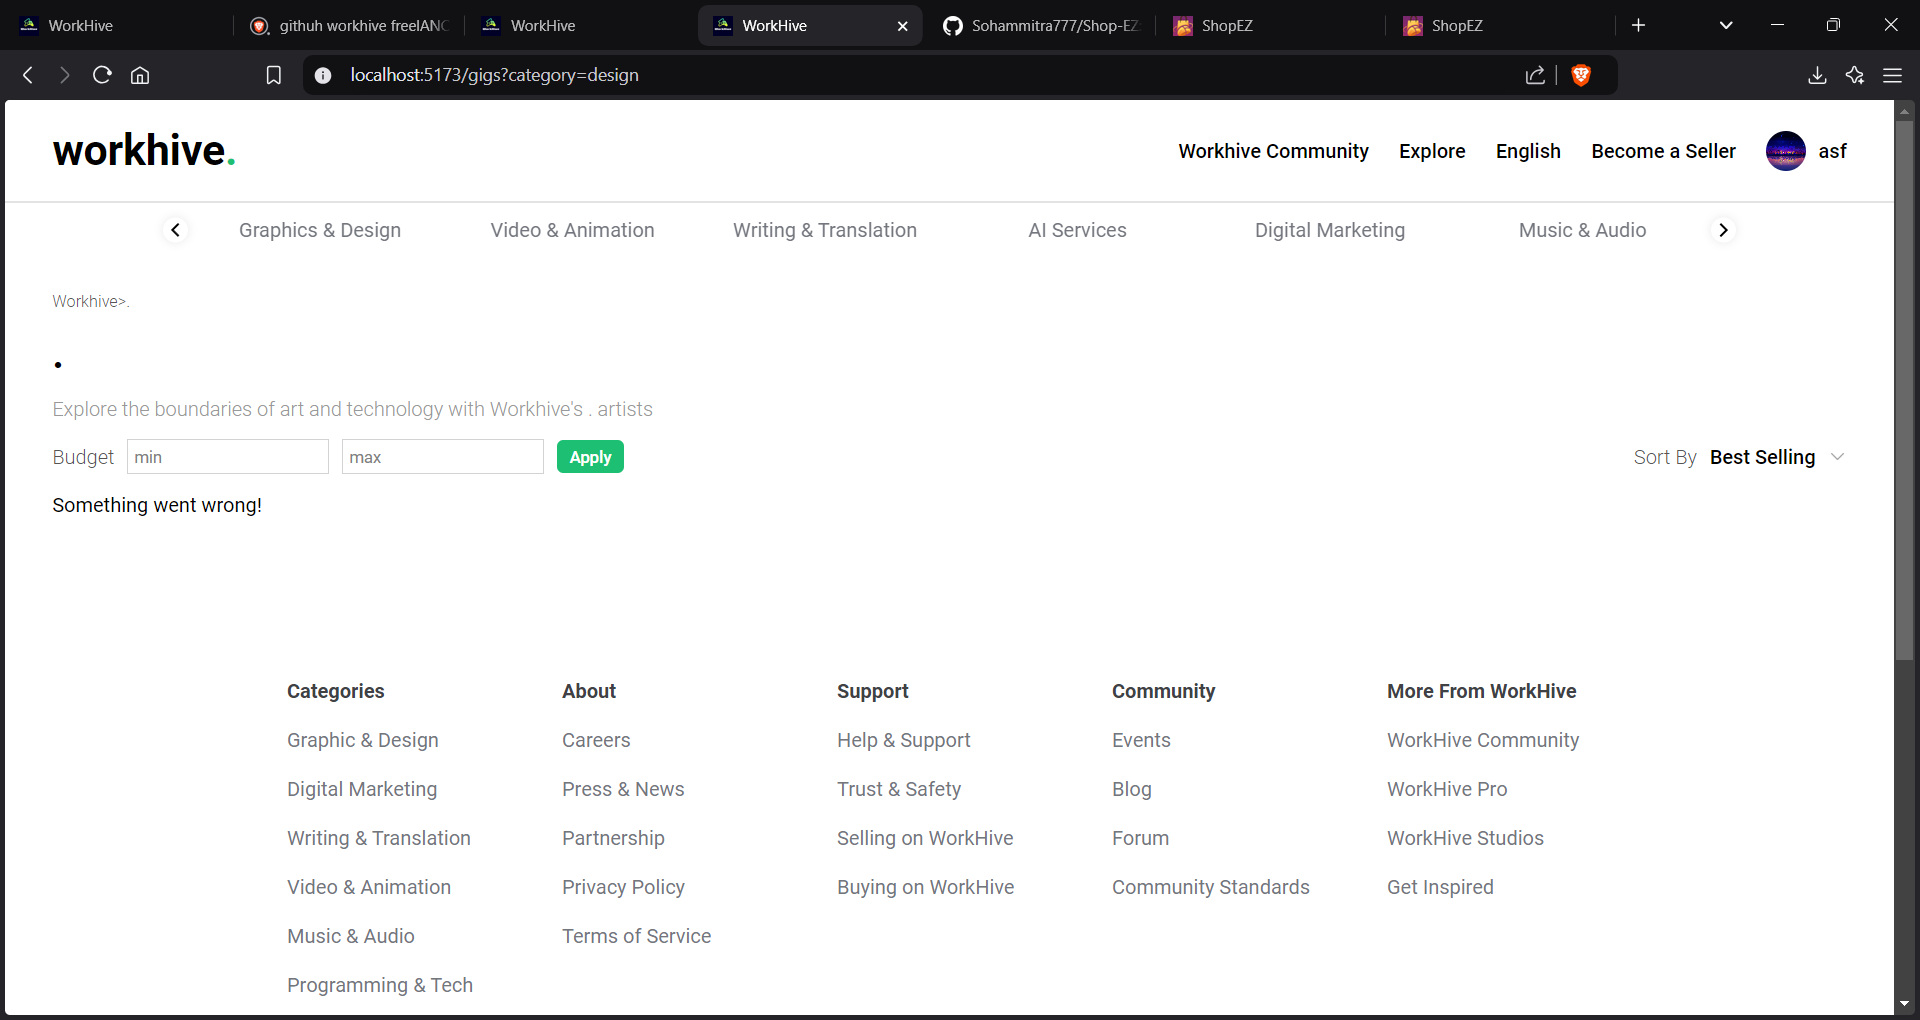 WorkHive
githuh workhive freelANC
WorkHive
WorkHive
Sohammitra777/Shop-EZ
ShopEZ
ShopEZ
localhost:5173/gigs?category=design
workhive.
Workhive Community
Explore
English
Become a Seller
asf
Graphics & Design
Video & Animation
Writing & Translation
AI Services
Digital Marketing
Music & Audio
Workhive>.
.
Explore the boundaries of art and technology with Workhive's . artists
Budget
min
max
Apply
Sort By
Best Selling
Something went wrong!
Categories
Graphic & Design
Digital Marketing
Writing & Translation
Video & Animation
Music & Audio
Programming & Tech
About
Careers
Press & News
Partnership
Privacy Policy
Terms of Service
Support
Help & Support
Trust & Safety
Selling on WorkHive
Buying on WorkHive
Community
Events
Blog
Forum
Community Standards
More From WorkHive
WorkHive Community
WorkHive Pro
WorkHive Studios
Get Inspired